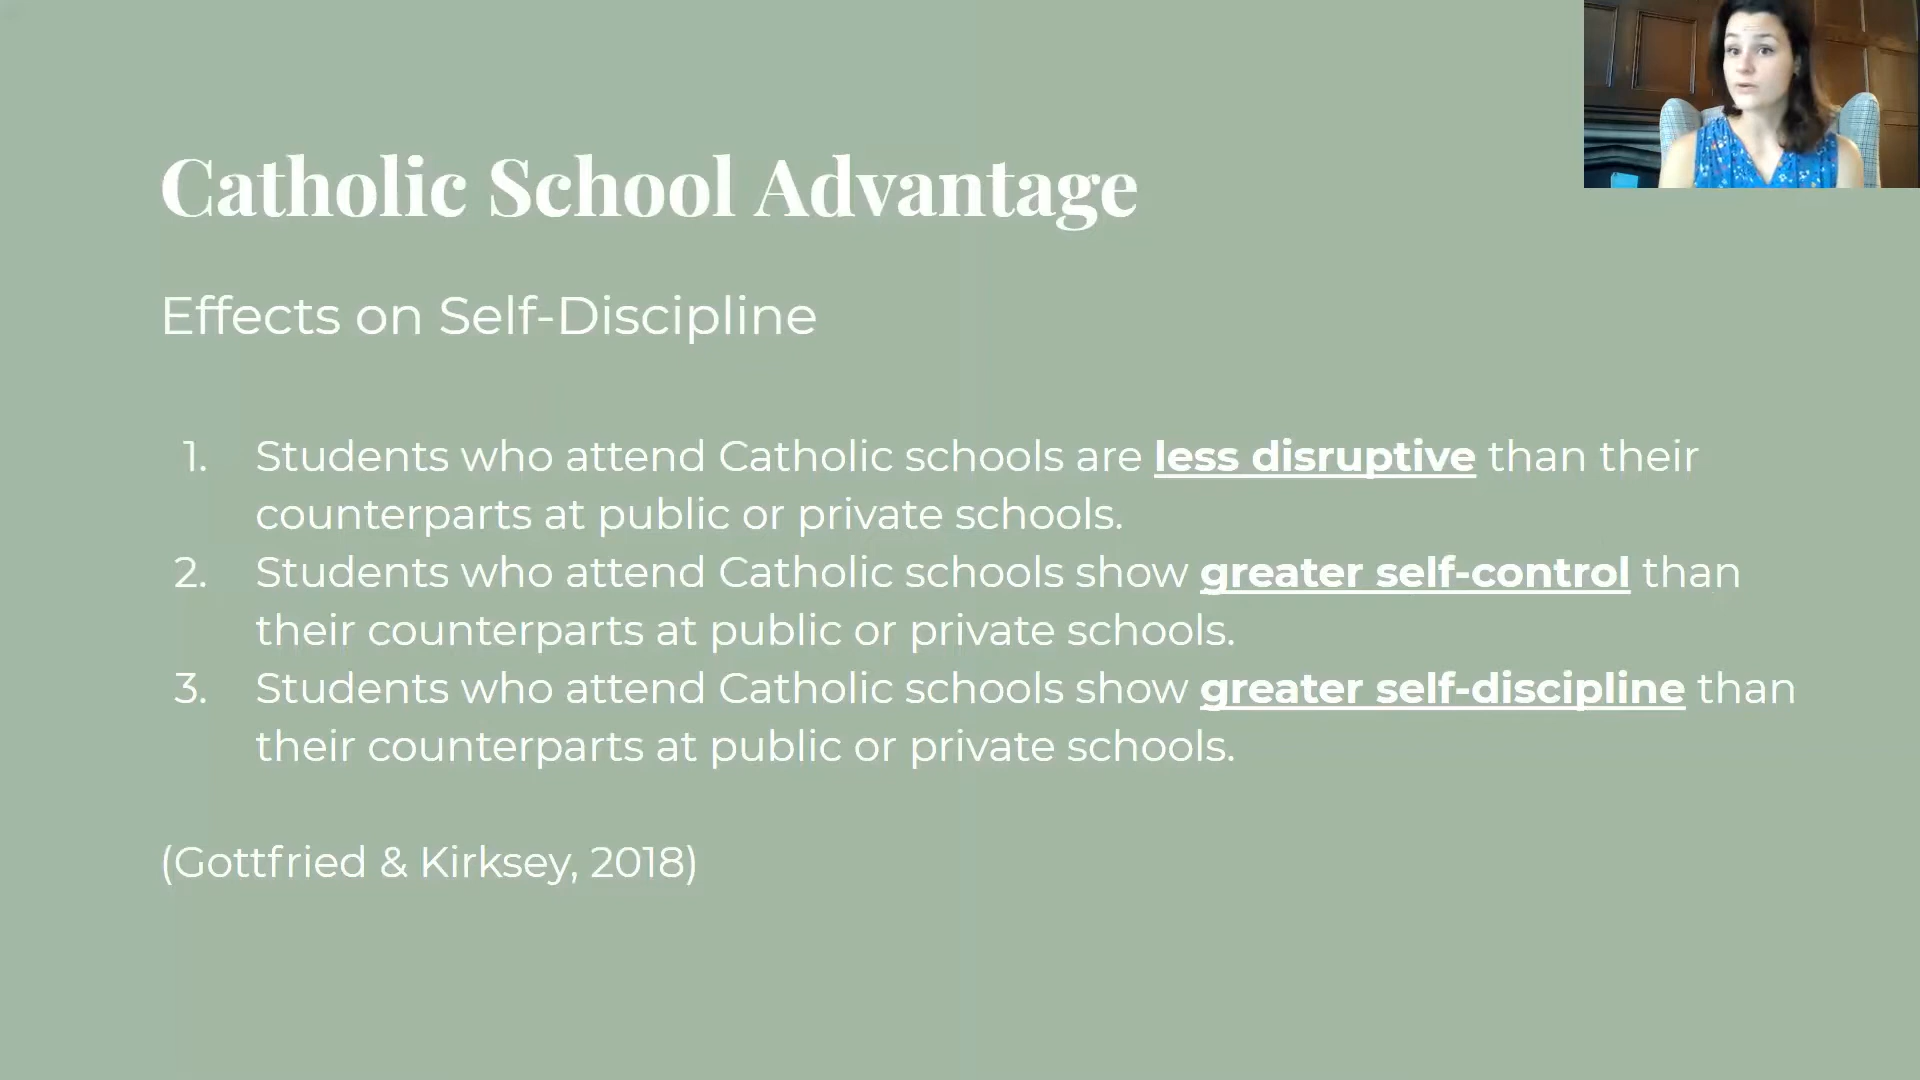 Catholic School Advantage
Effects on Self-Discipline
1. Students who attend Catholic schools are less disruptive than their
counterparts at public or private schools.
2. Students who attend Catholic schools show greater self-control than
their counterparts at public or private schools.
3. Students who attend Catholic schools show greater self-discipline than
their counterparts at public or private schools.
(Gottfried & Kirksey, 2018)